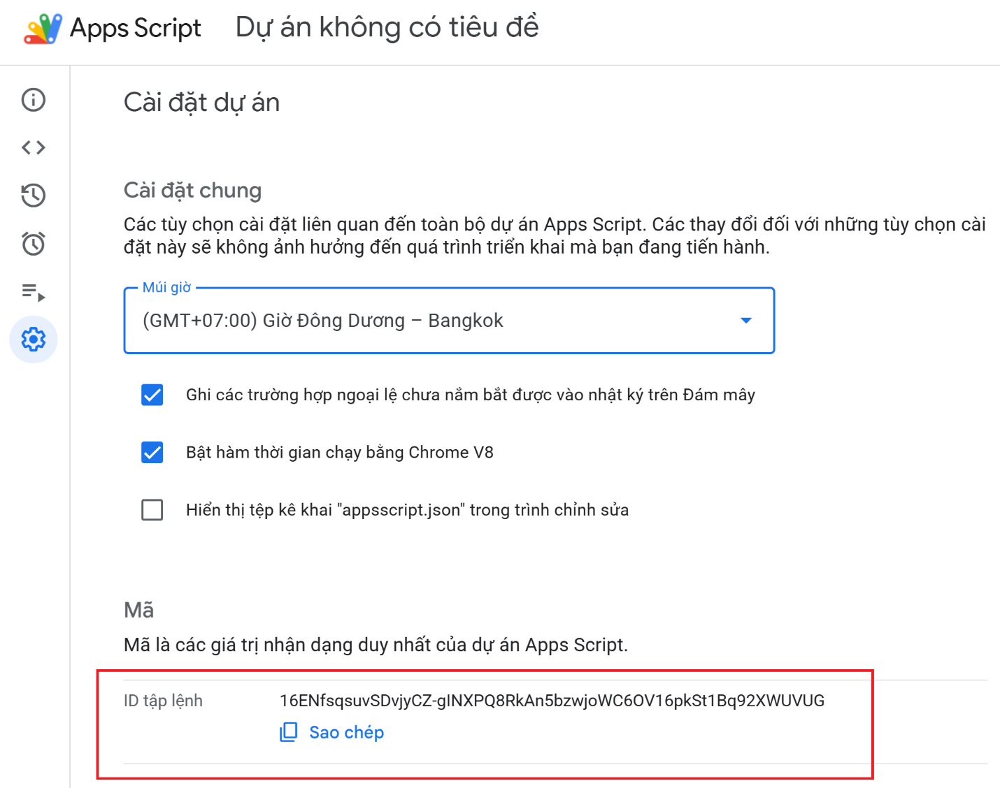 Apps Script Dự án không có tiêu đề
Cài đặt dự án
Cài đặt chung
Các tùy chọn cài đặt liên quan đến toàn bộ dự án Apps Script. Các thay đổi đối với những tùy chọn cài
đặt này sẽ không ảnh hưởng đến quá trình triển khai mà bạn đang tiến hành.
Múi giờ
(GMT+07:00) Giờ Đông Dương – Bangkok
Ghi các trường hợp ngoại lệ chưa nắm bắt được vào nhật ký trên Đám mây
Bật hàm thời gian chạy bằng Chrome V8
Hiển thị tệp kê khai "appsscript.json" trong trình chỉnh sửa
Mã
Mã là các giá trị nhận dạng duy nhất của dự án Apps Script.
ID tập lệnh 16ENfsqsuvSDvjyCZ-gINXPQ8RkAn5bzwjoWC6OV16pkSt1Bq92XWUVUG
Sao chép